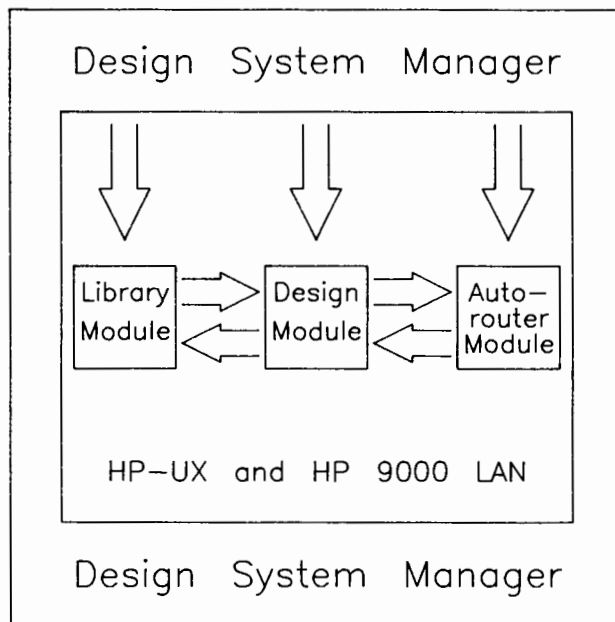 Design System Manager
Library
Module
Design
Module
Auto-
router
Module
HP-UX and HP 9000 LAN
Design System Manager